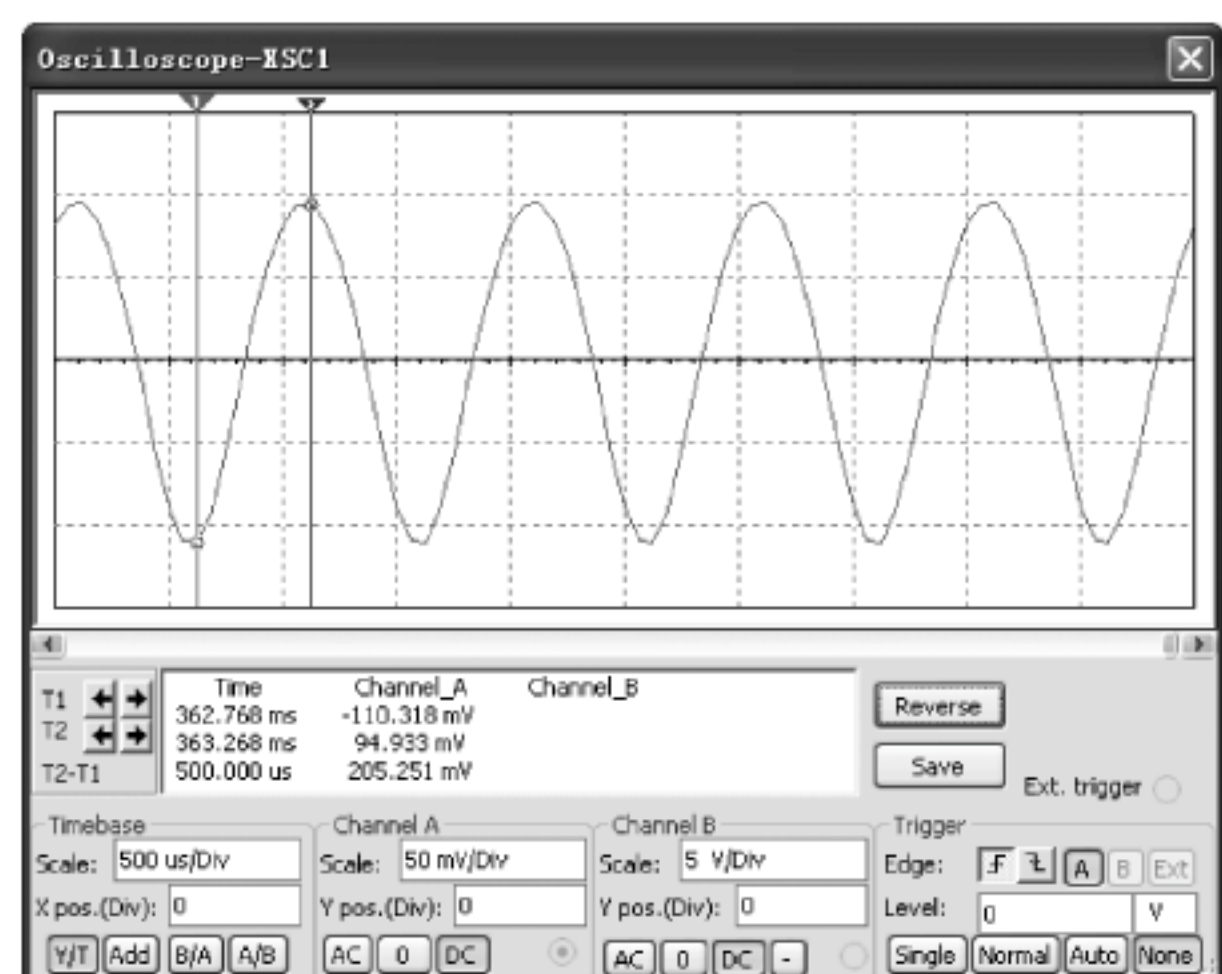 Oscilloscope-XSC1
1 2
Time Channel_A Channel_B
T1 362.768 ms -110.318 mV
T2 363.268 ms 94.933 mV
T2-T1 500.000 us 205.251 mV
Reverse
Save
Ext. trigger
Timebase
Scale: 500 us/Div
X pos.(Div): 0
Y/T Add B/A A/B
Channel A
Scale: 50 mV/Div
Y pos.(Div): 0
AC 0 DC
Channel B
Scale: 5 V/Div
Y pos.(Div): 0
AC 0 DC -
Trigger
Edge: A B Ext
Level: 0 V
Single Normal Auto None